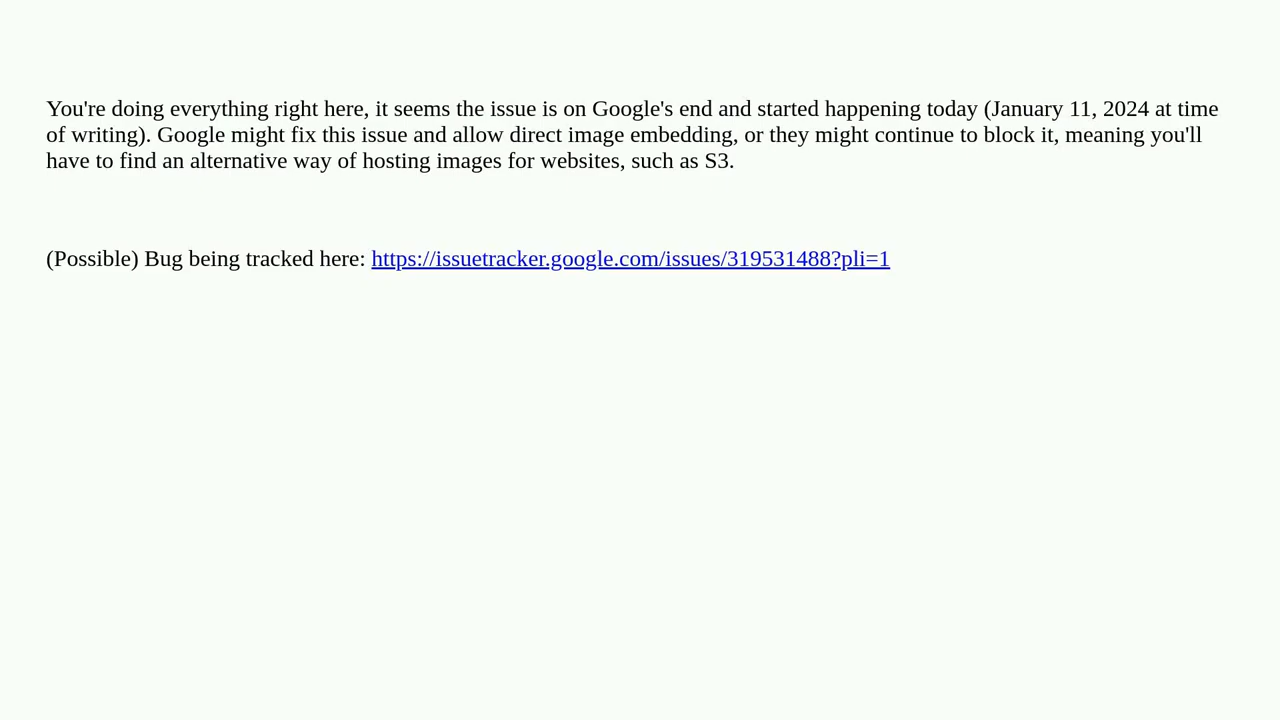 You're doing everything right here, it seems the issue is on Google's end and started happening today (January 11, 2024 at time
of writing). Google might fix this issue and allow direct image embedding, or they might continue to block it, meaning you'll
have to find an alternative way of hosting images for websites, such as S3.
(Possible) Bug being tracked here: https://issuetracker.google.com/issues/319531488?pli=1